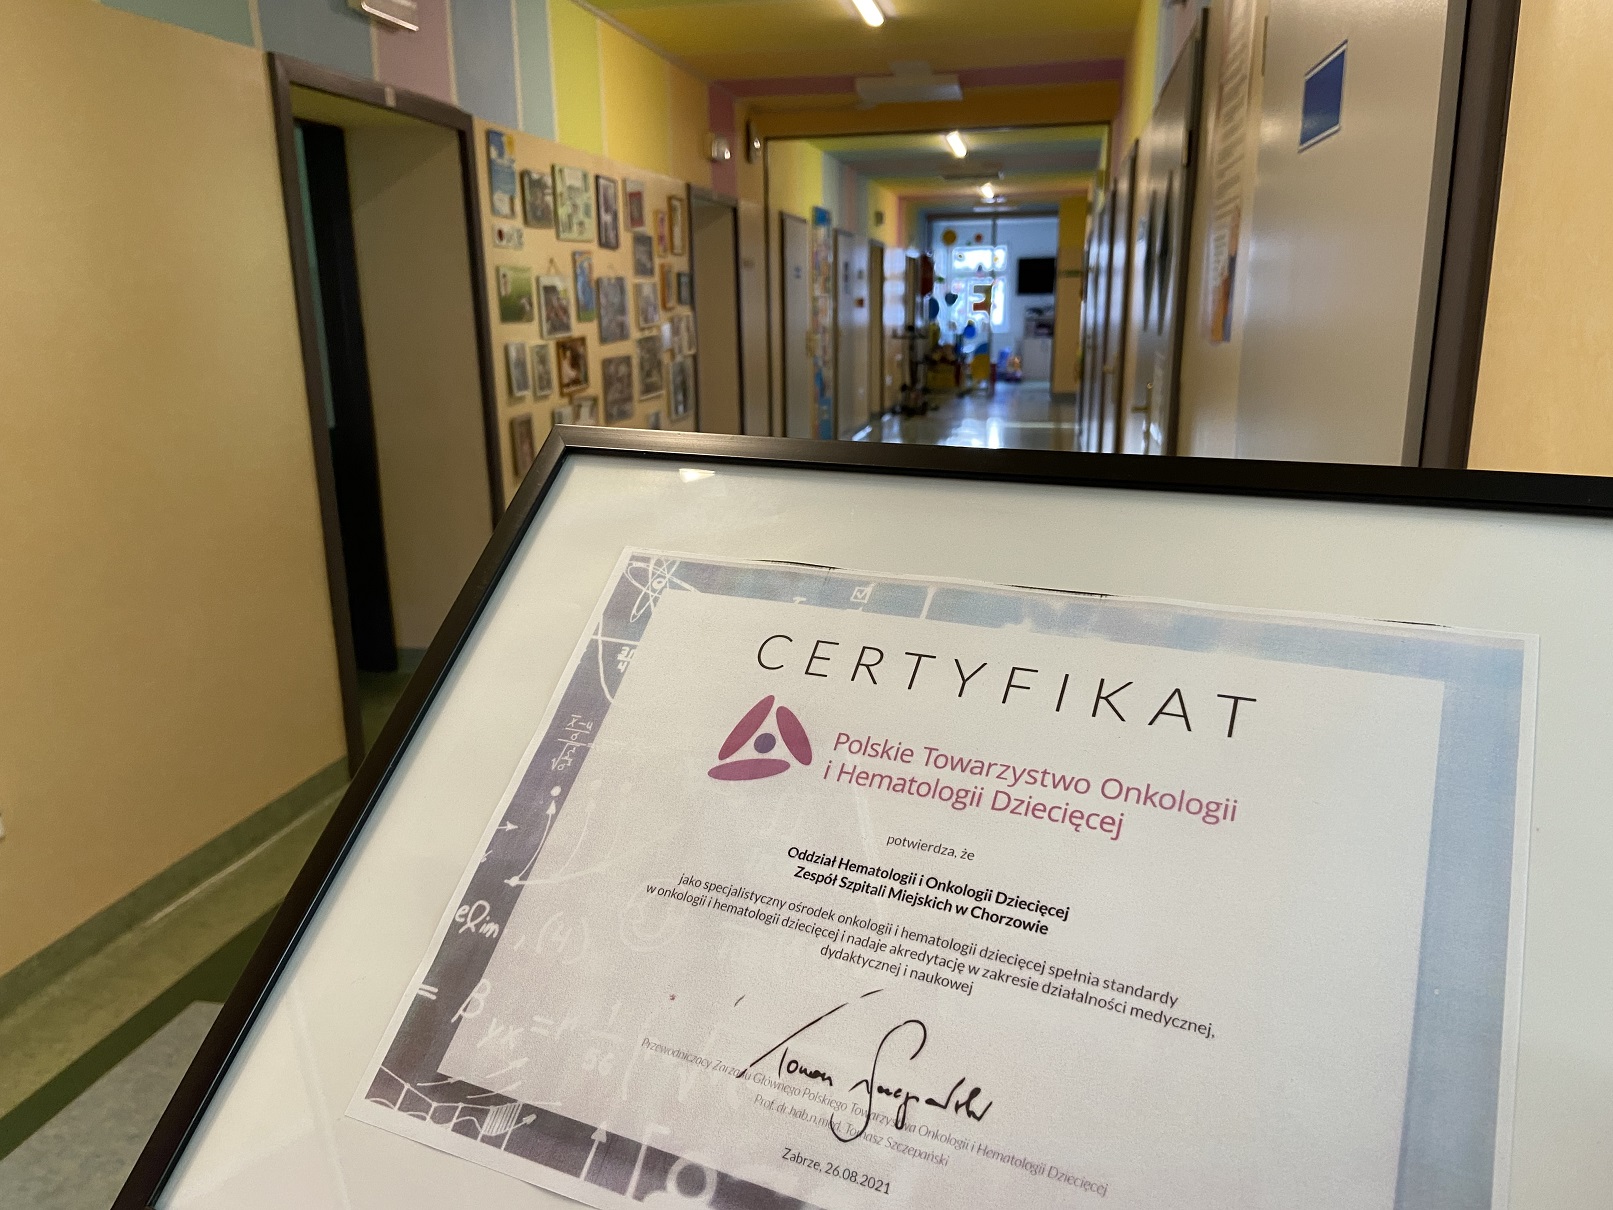 CERTYFIKAT
Polskie Towarzystwo Onkologii
i Hematologii Dziecięcej
potwierdza, że
Oddział Hematologii i Onkologii Dziecięcej
Zespół Szpitali Miejskich w Chorzowie
jako specjalistyczny ośrodek onkologii i hematologii dziecięcej spełnia standardy
w onkologii i hematologii dziecięcej i nadaje akredytację w zakresie działalności medycznej,
dydaktycznej i naukowej
Przewodniczący Zarządu Głównego Polskiego Towarzystwa Onkologii i Hematologii Dziecięcej
Prof. dr hab. n. med. Tomasz Szczepański
Zabrze, 26.08.2021